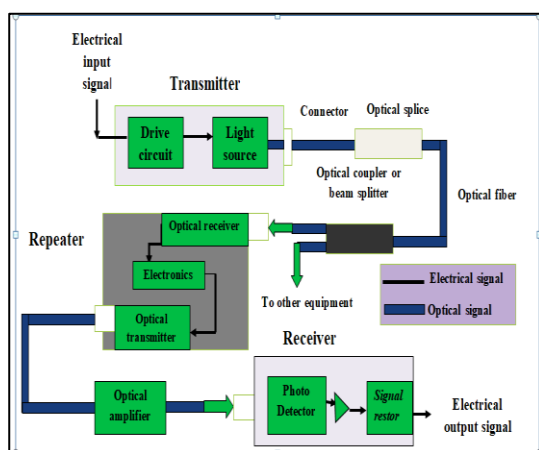 Electrical
input
signal
Transmitter
Drive
circuit
Light
source
Connector
Optical splice
Optical coupler or
beam splitter
Optical fiber
Repeater
Optical receiver
Electronics
Optical
transmitter
To other equipment
Electrical signal
Optical signal
Receiver
Optical
amplifier
Photo
Detector
Signal
restor
Electrical
output signal